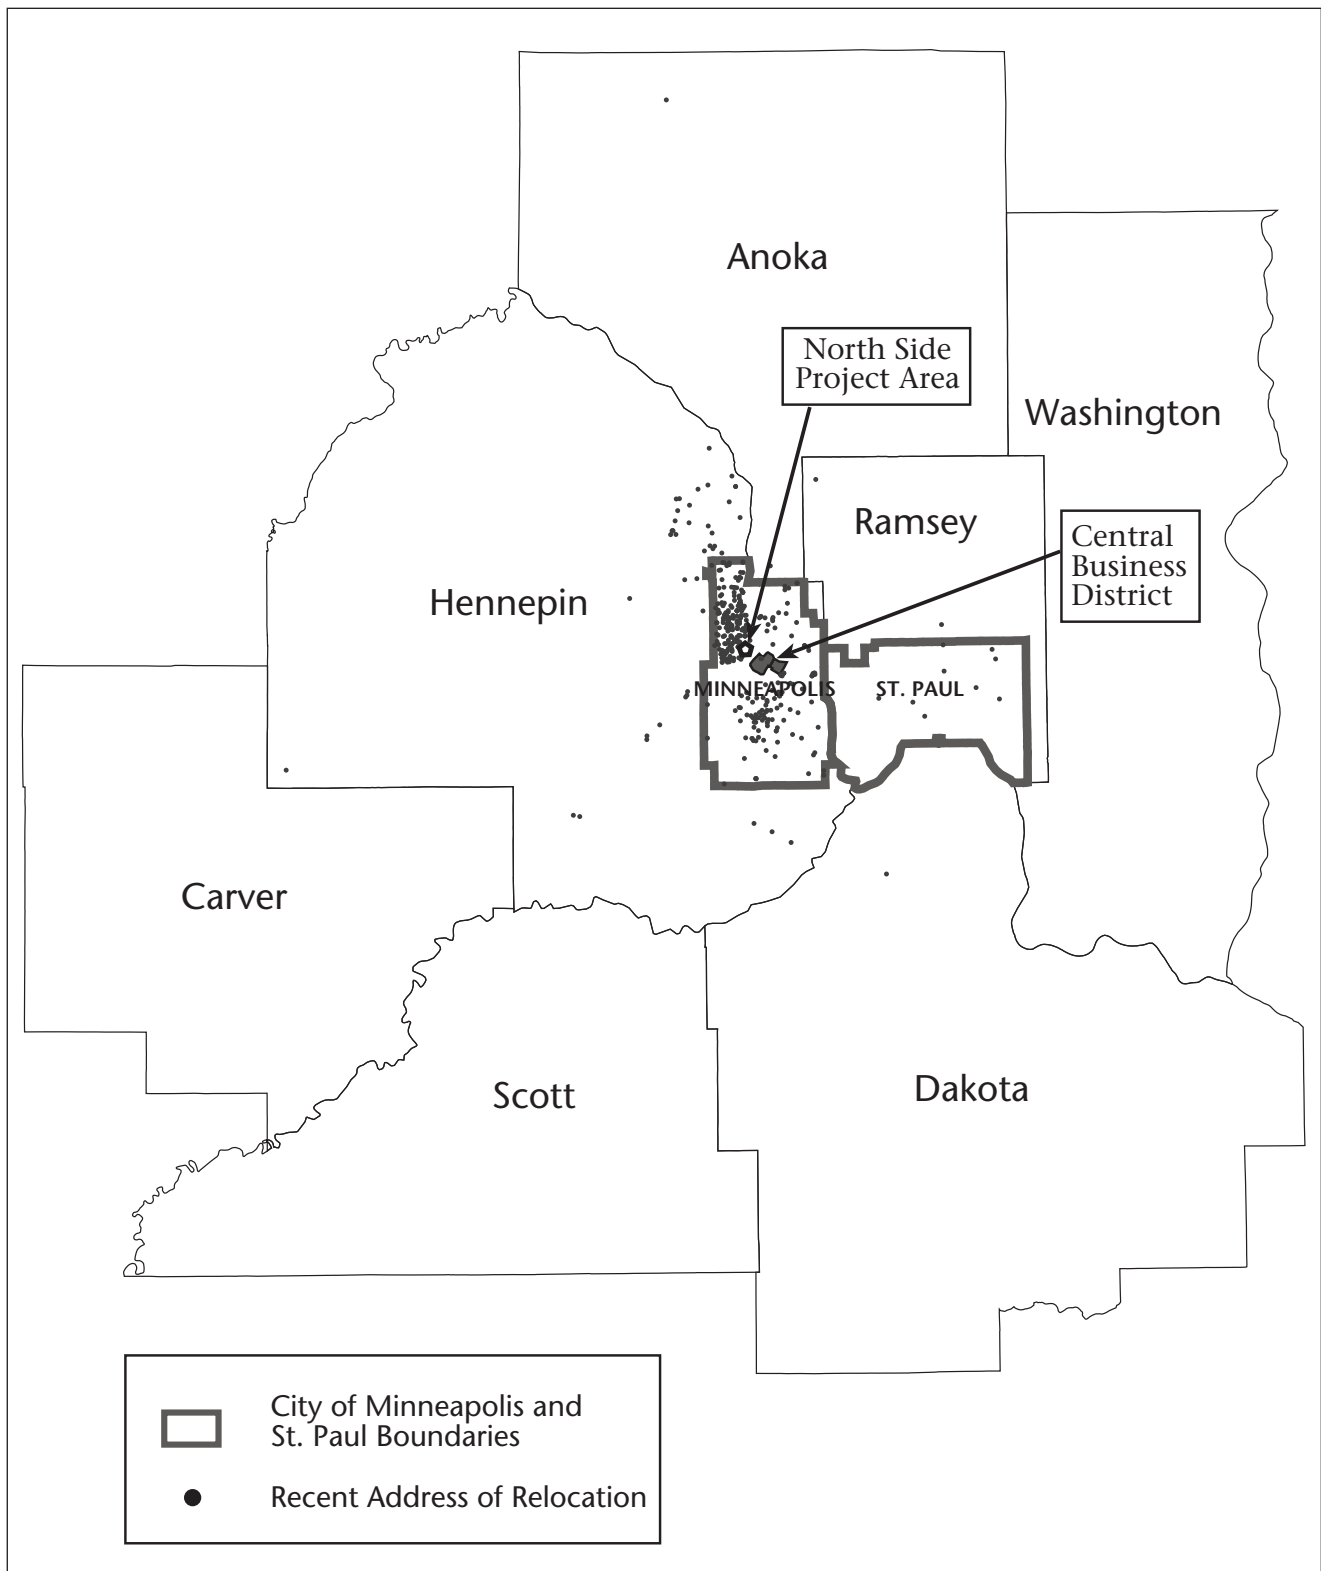 Anoka
North Side
Project Area
Washington
Ramsey
Central
Business
District
Hennepin
MINNEAPOLIS
ST. PAUL
Carver
Scott
Dakota
City of Minneapolis and
St. Paul Boundaries
Recent Address of Relocation